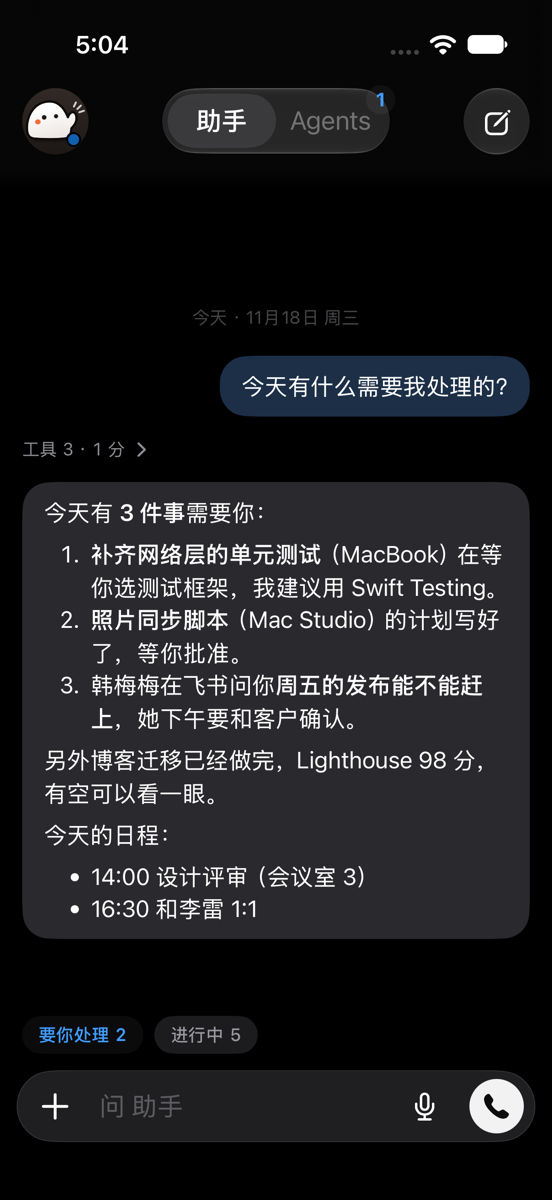 5:04
助手
Agents
1
今天 · 11月18日 周三
今天有什么需要我处理的?
工具 3 · 1 分
今天有 3 件事需要你：
1. 补齐网络层的单元测试（MacBook）在等
你选测试框架，我建议用 Swift Testing。
2. 照片同步脚本（Mac Studio）的计划写好
了，等你批准。
3. 韩梅梅在飞书问你周五的发布能不能赶
上，她下午要和客户确认。
另外博客迁移已经做完，Lighthouse 98 分，
有空可以看一眼。
今天的日程：
• 14:00 设计评审（会议室 3）
• 16:30 和李雷 1:1
要你处理 2
进行中 5
问 助手